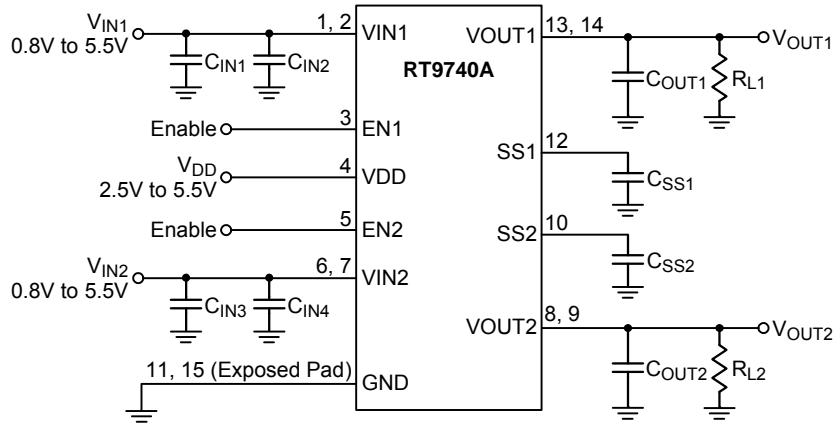 VIN1
0.8V to 5.5V
CIN1
CIN2
1, 2
VIN1
RT9740A
VOUT1
13, 14
VOUT1
COUT1
RL1
Enable
3
EN1
VDD
2.5V to 5.5V
4
VDD
Enable
5
EN2
SS1
12
CSS1
SS2
10
CSS2
VIN2
0.8V to 5.5V
CIN3
CIN4
6, 7
VIN2
VOUT2
8, 9
VOUT2
COUT2
RL2
11, 15 (Exposed Pad)
GND